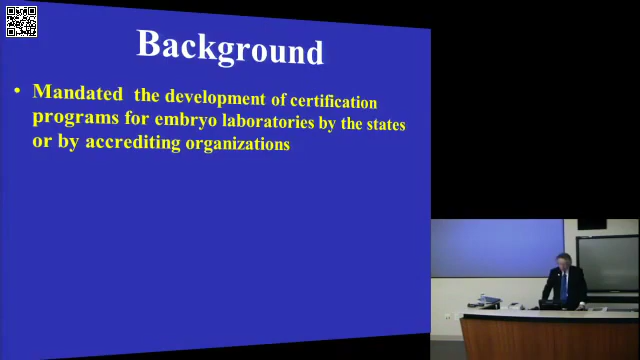 Background
• Mandated the development of certification
programs for embryo laboratories by the states
or by accrediting organizations